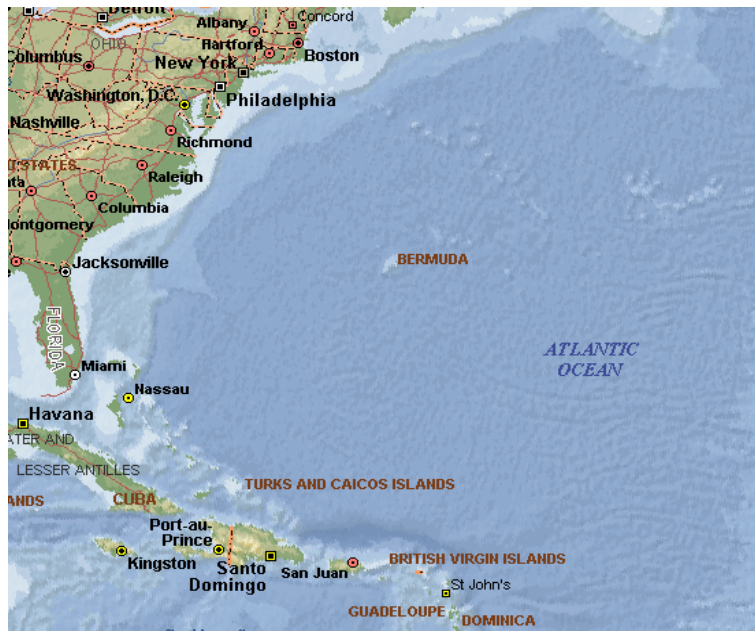 Detroit
Albany
Concord
OHIO
Hartford
Boston
Columbus
New York
Washington, D.C.
Philadelphia
Nashville
Richmond
STATES
Raleigh
nta
Columbia
Montgomery
BERMUDA
Jacksonville
FLORIDA
ATLANTIC
OCEAN
Miami
Nassau
Havana
ATER AND
LESSER ANTILLES
TURKS AND CAICOS ISLANDS
ANDS
CUBA
Port-au-
Prince
Kingston
Santo
Domingo
San Juan
BRITISH VIRGIN ISLANDS
St John's
GUADELOUPE
DOMINICA